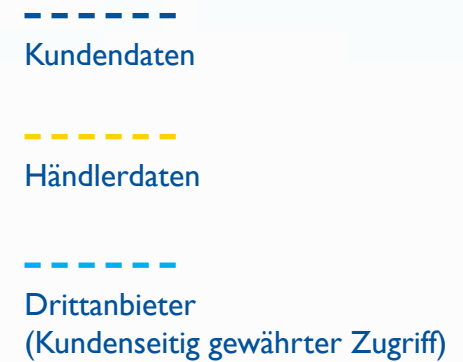 Kundendaten
Händlerdaten
Drittanbieter
(Kundenseitig gewährter Zugriff)